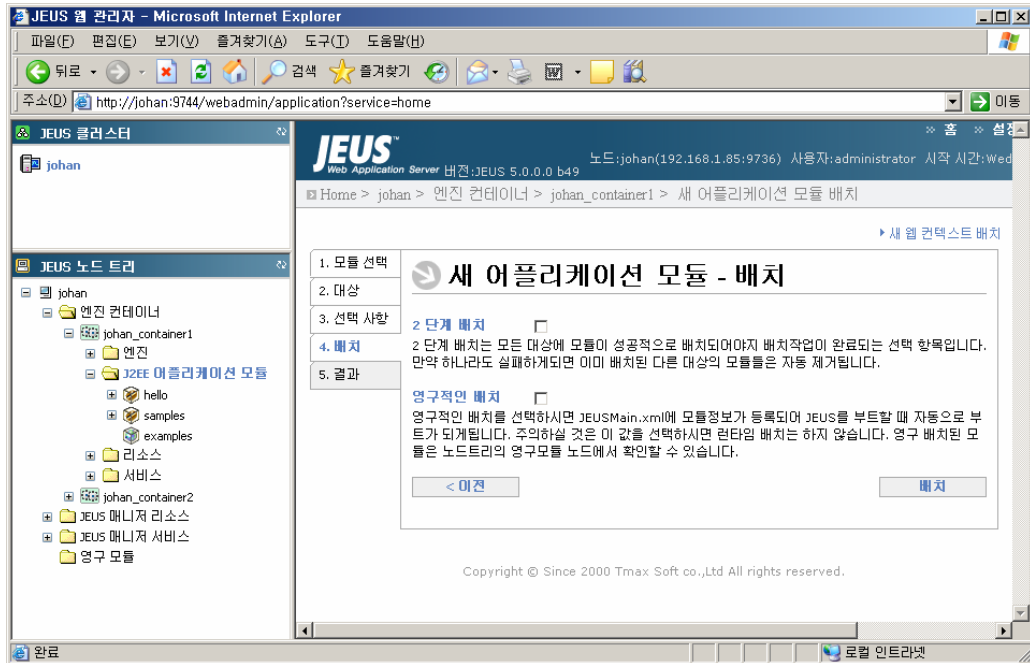 JEUS 웹 관리자 - Microsoft Internet Explorer
파일(F) 편집(E) 보기(V) 즐겨찾기(A) 도구(T) 도움말(H)
뒤로 검색 즐겨찾기
주소(D) http://johan:9744/webadmin/application?service=home 이동
JEUS 클러스터
johan
JEUS 노드 트리
johan
엔진 컨테이너
johan_container1
엔진
J2EE 어플리케이션 모듈
hello
samples
examples
리소스
서비스
johan_container2
JEUS 매니저 리소스
JEUS 매니저 서비스
영구 모듈
» 홈 » 설정
JEUS™
Web Application Server 버전:JEUS 5.0.0.0 b49
노드:johan(192.168.1.85:9736) 사용자:administrator 시작 시간:Wed
Home > johan > 엔진 컨테이너 > johan_container1 > 새 어플리케이션 모듈 배치
새 웹 컨텍스트 배치
1. 모듈 선택
2. 대상
3. 선택 사항
4. 배치
5. 결과
새 어플리케이션 모듈 - 배치
2 단계 배치
2 단계 배치는 모든 대상에 모듈이 성공적으로 배치되어야지 배치작업이 완료되는 선택 항목입니다.
만약 하나라도 실패하게되면 이미 배치된 다른 대상의 모듈들은 자동 제거됩니다.
영구적인 배치
영구적인 배치를 선택하시면 JEUSMain.xml에 모듈정보가 등록되어 JEUS를 부트할 때 자동으로 부
트가 되게됩니다. 주의하실 것은 이 값을 선택하시면 런타임 배치는 하지 않습니다. 영구 배치된 모
듈은 노드트리의 영구모듈 노드에서 확인할 수 있습니다.
< 이전 배치
Copyright © Since 2000 Tmax Soft co.,Ltd All rights reserved.
완료 로컬 인트라넷